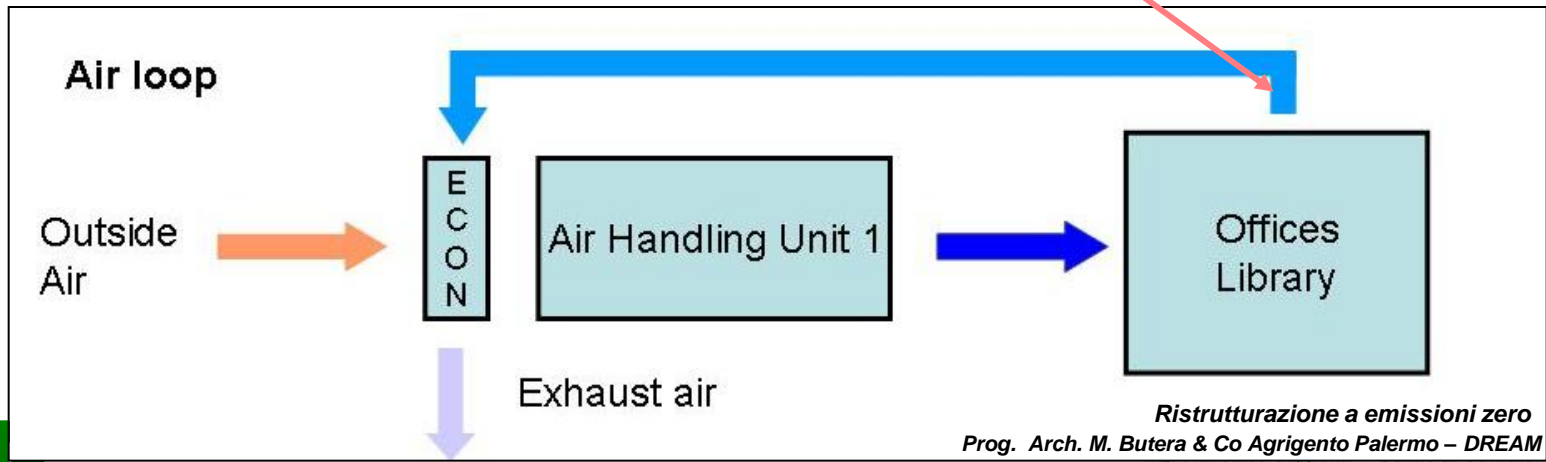 Air loop
Outside
Air
E
C
O
N
Air Handling Unit 1
Offices
Library
Exhaust air
Ristrutturazione a emissioni zero
Prog. Arch. M. Butera & Co Agrigento Palermo – DREAM